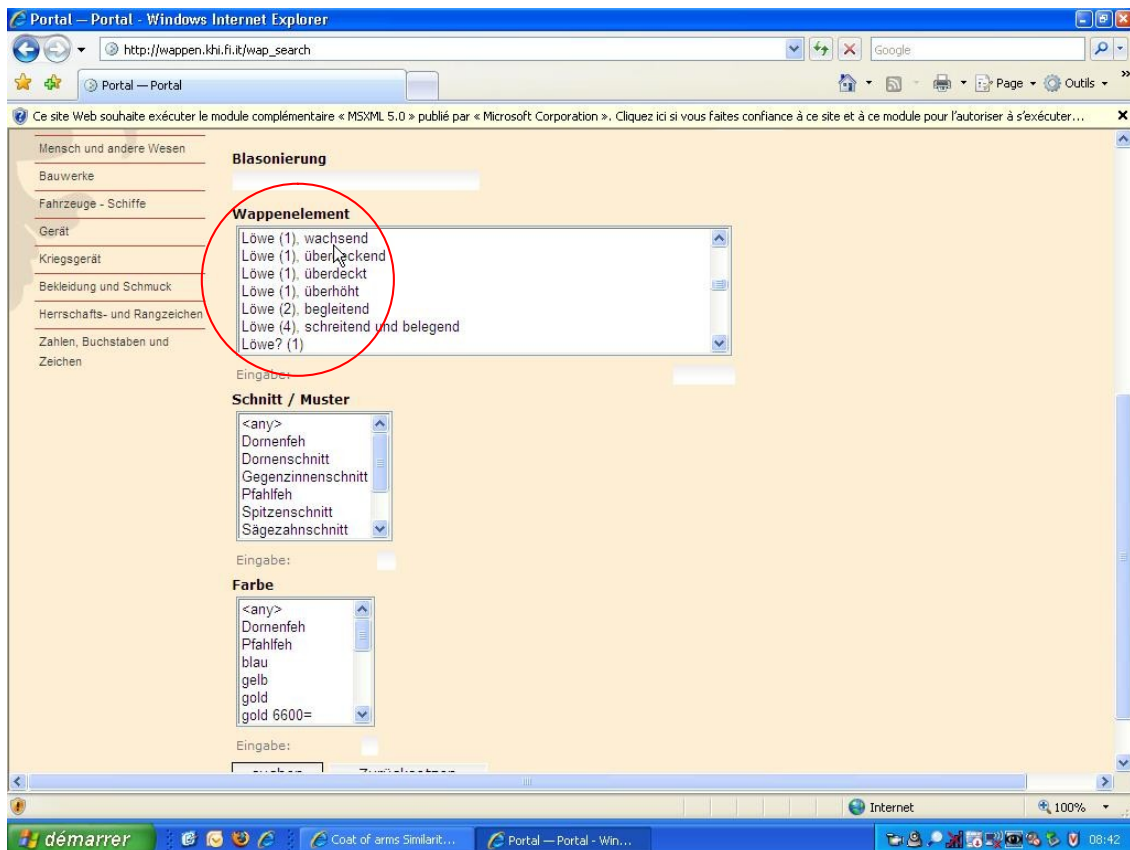 Portal — Portal - Windows Internet Explorer
http://wappen.khi.fi.it/wap_search
Google
Portal — Portal
Page
Outils
»
Ce site Web souhaite exécuter le module complémentaire « MSXML 5.0 » publié par « Microsoft Corporation ». Cliquez ici si vous faites confiance à ce site et à ce module pour l'autoriser à s'exécuter...
Mensch und andere Wesen
Bauwerke
Fahrzeuge - Schiffe
Gerät
Kriegsgerät
Bekleidung und Schmuck
Herrschafts- und Rangzeichen
Zahlen, Buchstaben und
Zeichen
Blasonierung
Wappenelement
Löwe (1), wachsend
Löwe (1), überdeckend
Löwe (1), überdeckt
Löwe (1), überhöht
Löwe (2), begleitend
Löwe (4), schreitend und belegend
Löwe? (1)
Eingabe:
Schnitt / Muster
<any>
Dornenfeh
Dornenschnitt
Gegenzinnenschnitt
Pfahlfeh
Spitzenschnitt
Sägezahnschnitt
Eingabe:
Farbe
<any>
Dornenfeh
Pfahlfeh
blau
gelb
gold
gold 6600=
Eingabe:
suchen Zurücksetzen
Internet
100%
démarrer
Coat of arms Similarit...
Portal — Portal - Win...
08:42